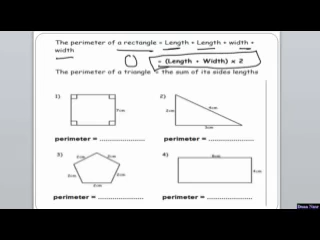 The perimeter of a rectangle = Length + Length + width +
width
= (Length + Width) x 2
The perimeter of a triangle = the sum of its sides lengths
1)
2)
perimeter =
perimeter =
3)
4)
perimeter =
perimeter =